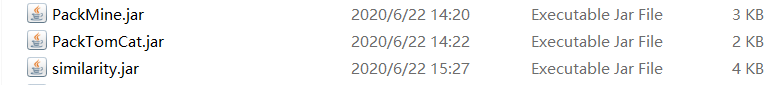 PackMine.jar 2020/6/22 14:20 Executable Jar File 3 KB
PackTomCat.jar 2020/6/22 14:22 Executable Jar File 2 KB
similarity.jar 2020/6/22 15:27 Executable Jar File 4 KB